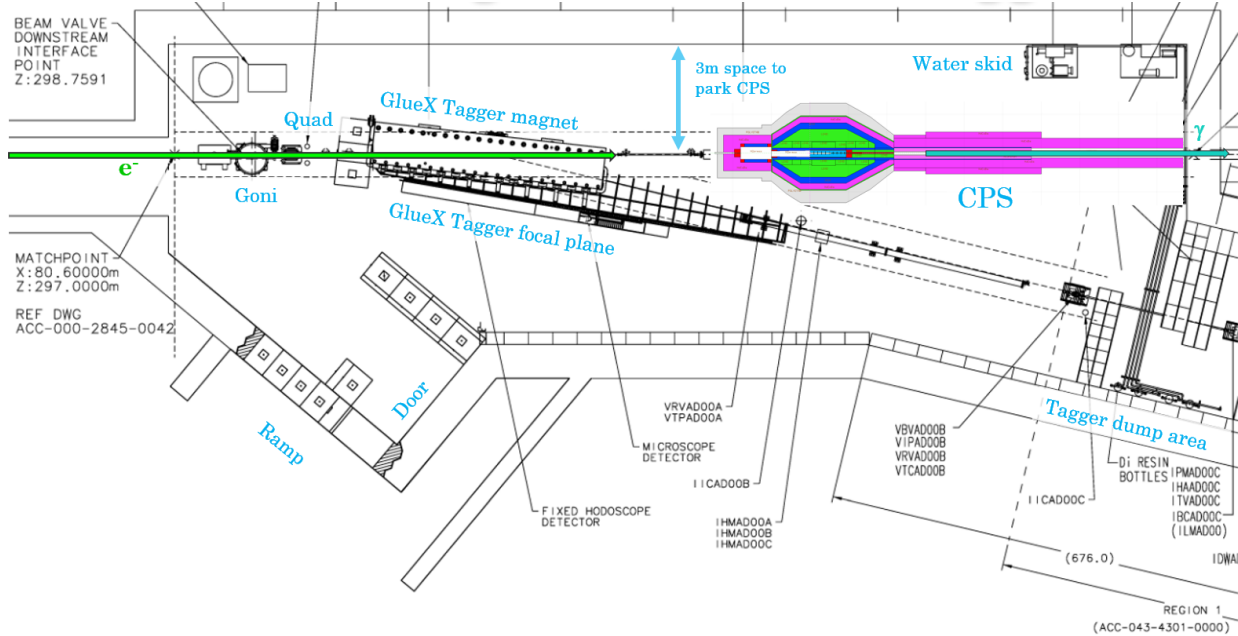 BEAM VALVE
DOWNSTREAM
INTERFACE
POINT
Z:298.7591
Quad
GlueX Tagger magnet
3m space to
park CPS
Water skid
γ
e-
Goni
GlueX Tagger focal plane
CPS
MATCHPOINT
X:80.60000m
Z:297.0000m
REF DWG
ACC-000-2845-0042
Door
Ramp
VRVAD00A
VTPAD00A
MICROSCOPE
DETECTOR
IICAD00B
FIXED HODOSCOPE
DETECTOR
IHMAD00A
IHMAD00B
IHMAD00C
VBVAD00B
VIPAD00B
VRVAD00B
VTCAD00B
Tagger dump area
IICAD00C
Di RESIN
BOTTLES
IPMAD00C
IHAAD00C
ITVAD00C
IBCAD00C
(ILMAD00)
(676.0)
REGION 1
(ACC-043-4301-0000)